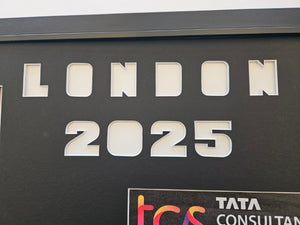 LONDON
2025
tcs TATA
CONSULTAN